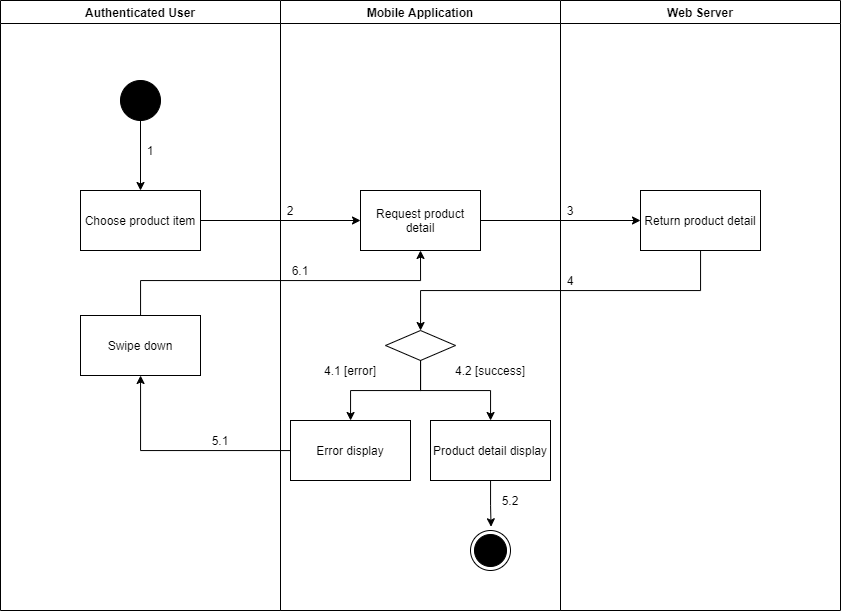 Authenticated User
Mobile Application
Web Server
1
Choose product item
2
Request product
detail
3
Return product detail
6.1
4
Swipe down
4.1 [error]
4.2 [success]
5.1
Error display
Product detail display
5.2